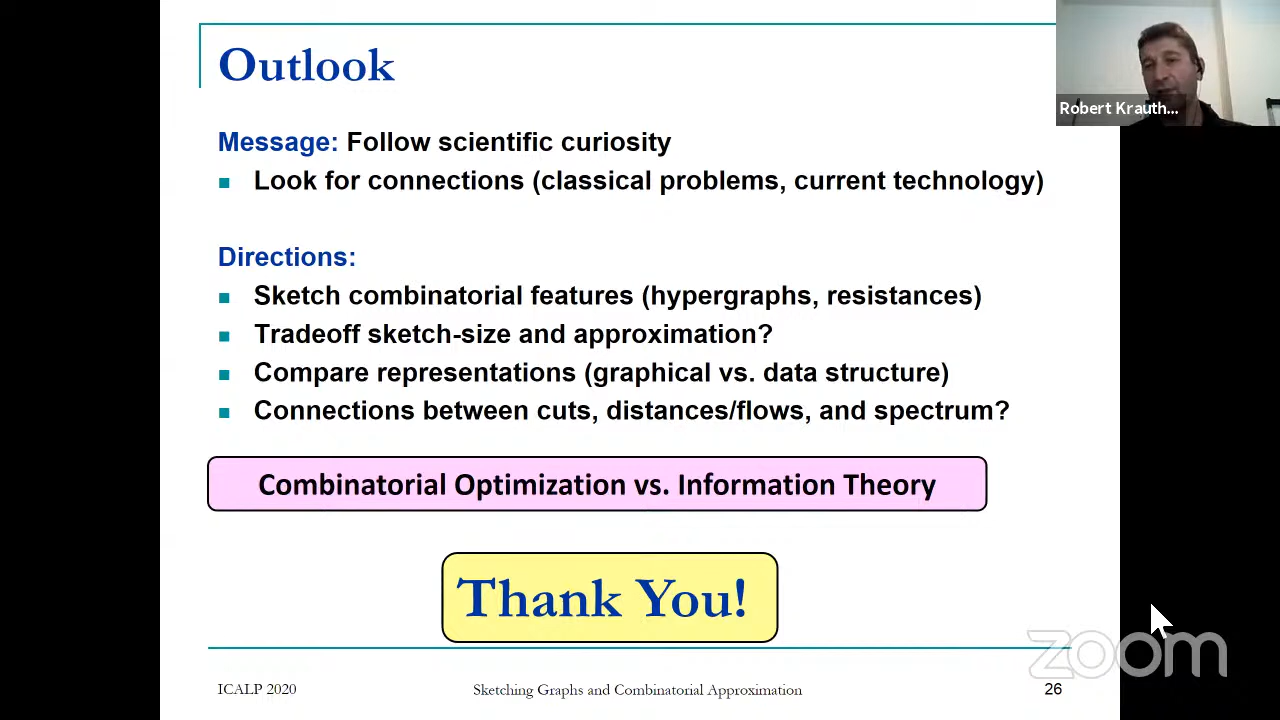 Outlook
Robert Krauth...
Message: Follow scientific curiosity
Look for connections (classical problems, current technology)
Directions:
Sketch combinatorial features (hypergraphs, resistances)
Tradeoff sketch-size and approximation?
Compare representations (graphical vs. data structure)
Connections between cuts, distances/flows, and spectrum?
Combinatorial Optimization vs. Information Theory
Thank You!
zoom
ICALP 2020
Sketching Graphs and Combinatorial Approximation
26